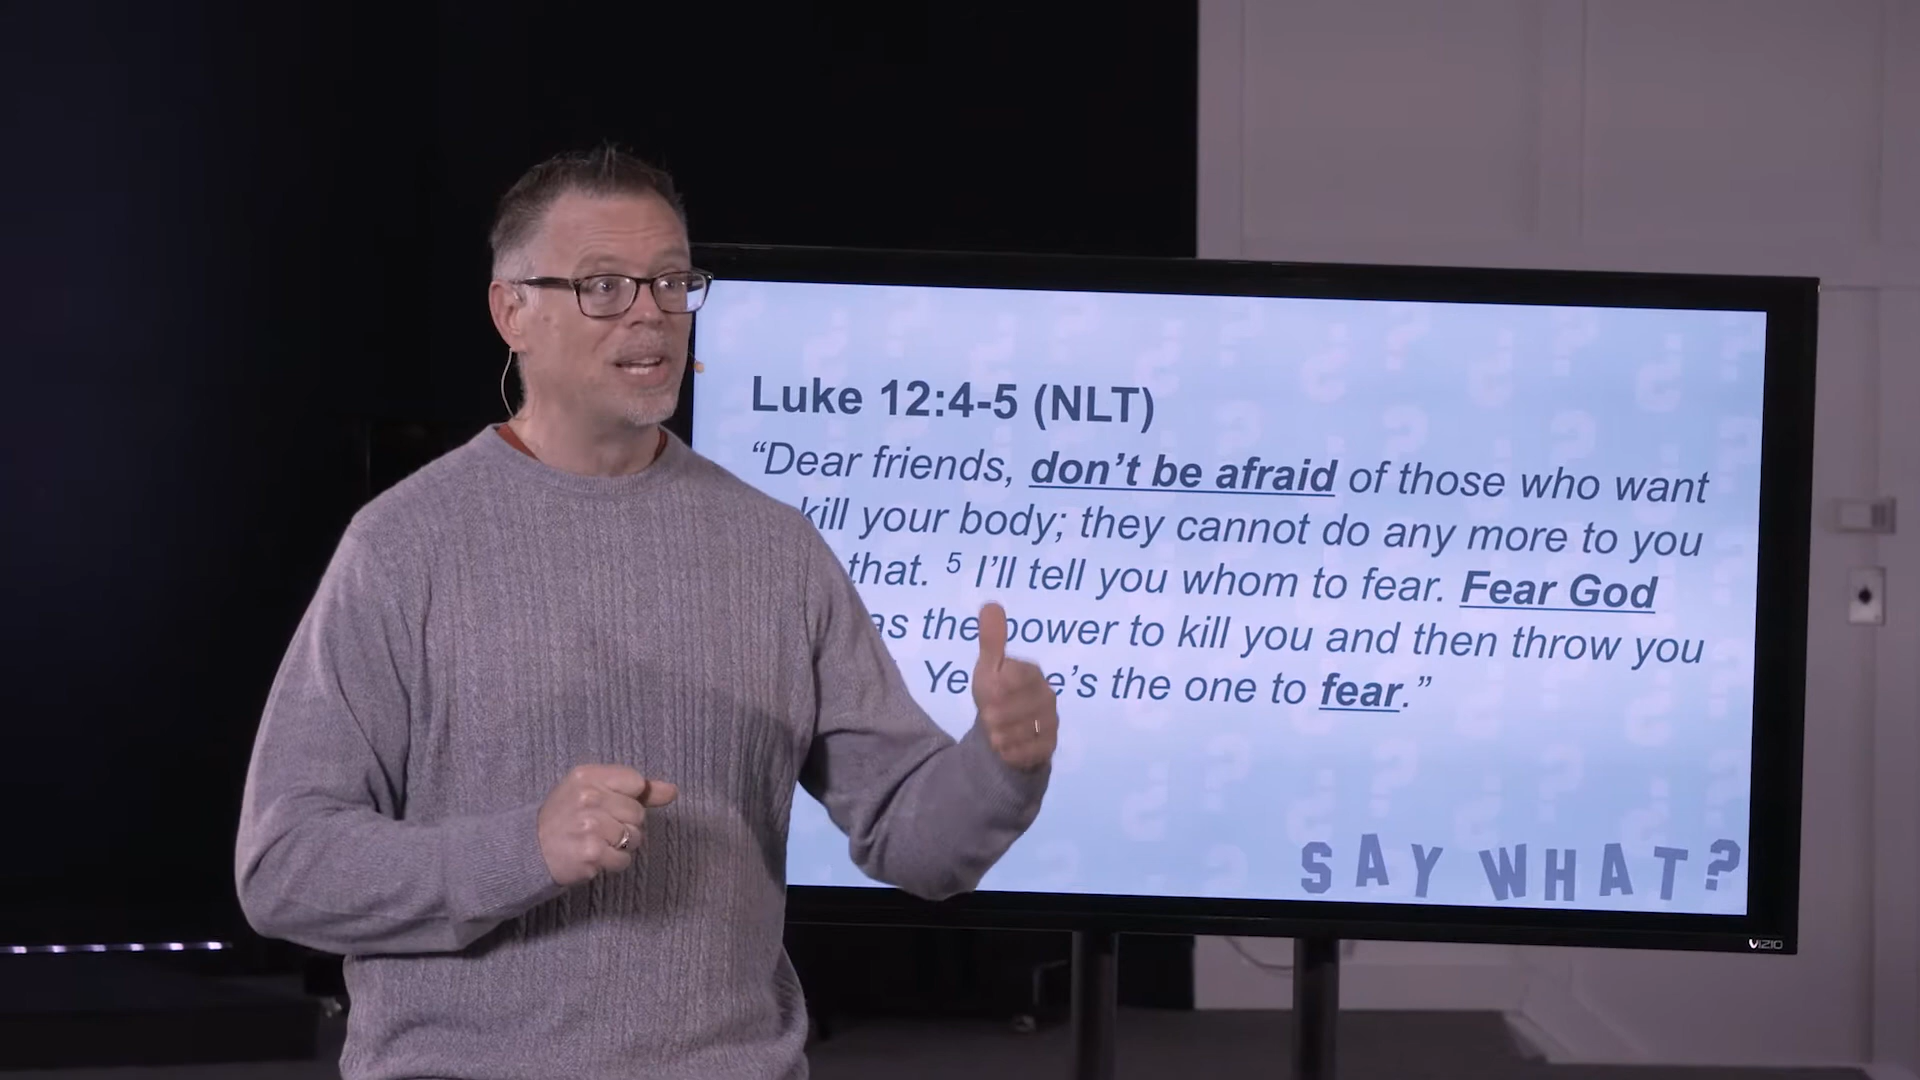 Luke 12:4-5 (NLT)
“Dear friends, don’t be afraid of those who want
kill your body; they cannot do any more to you
that. 5 I’ll tell you whom to fear. Fear God
the power to kill you and then throw you
the one to fear.”
SAY WHAT?
VIZIO